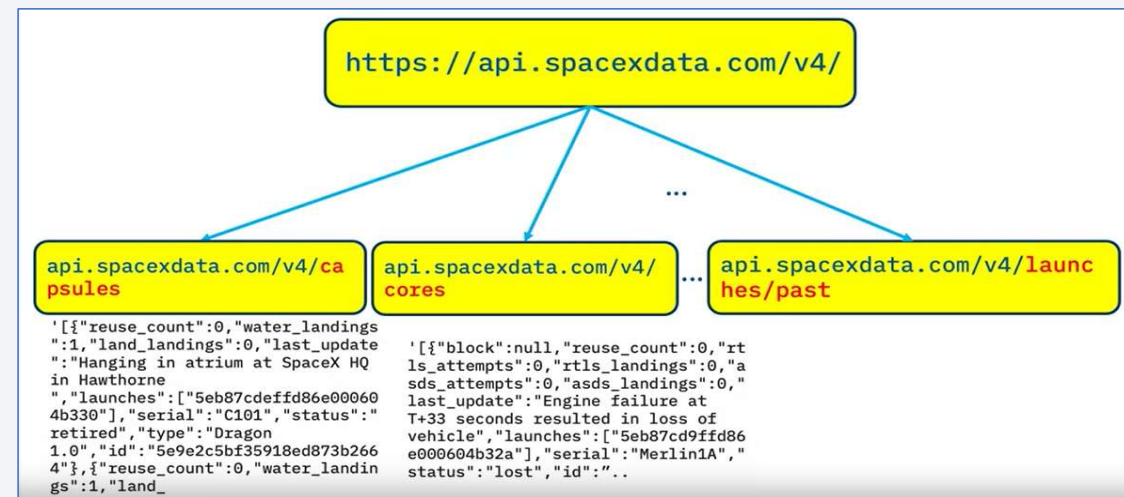 https://api.spacexdata.com/v4/
...
api.spacexdata.com/v4/ca
psules
api.spacexdata.com/v4/
cores
...
api.spacexdata.com/v4/launc
hes/past
'[{"reuse_count":0,"water_landings
":1,"land_landings":0,"last_update
":"Hanging in atrium at SpaceX HQ
in Hawthorne
","launches":["5eb87cdeffd86e00060
4b330"],"serial":"C101","status":"
retired","type":"Dragon
1.0","id":"5e9e2c5bf35918ed873b266
4"},{"reuse_count":0,"water_landin
gs":1,"land_
'[{"block":null,"reuse_count":0,"rt
ls_attempts":0,"rtls_landings":0,"a
sds_attempts":0,"asds_landings":0,"
last_update":"Engine failure at
T+33 seconds resulted in loss of
vehicle","launches":["5eb87cd9ffd86
e000604b32a"],"serial":"Merlin1A","
status":"lost","id":"..